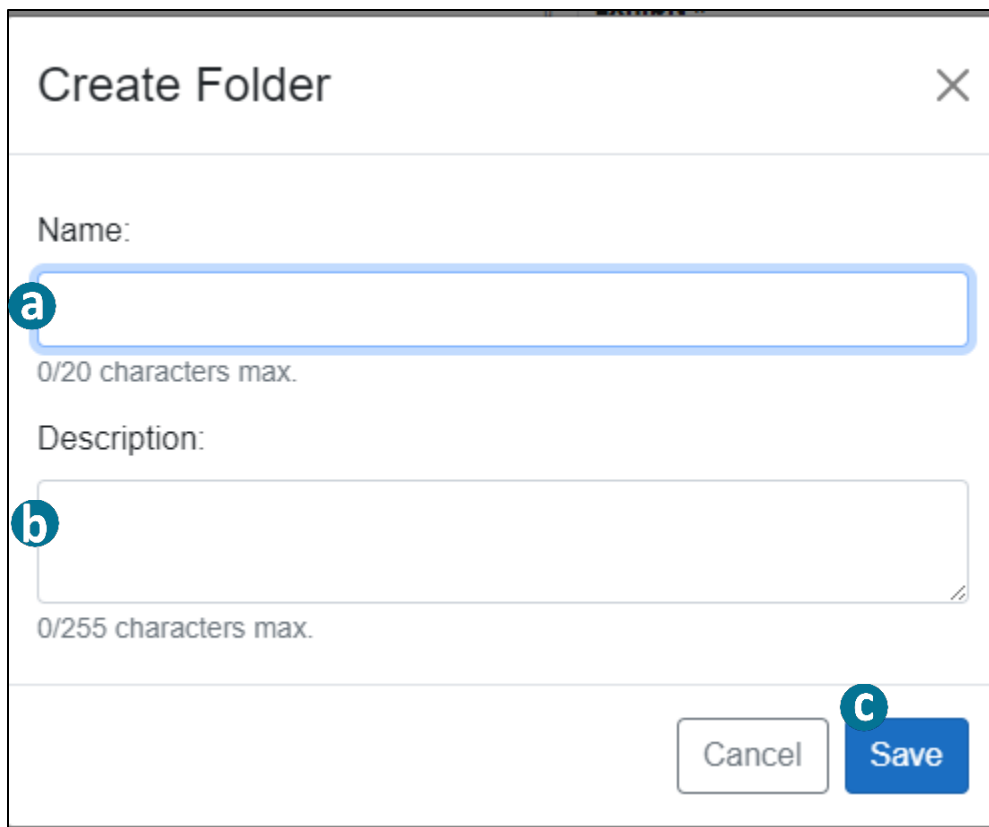 Create Folder
Name:
a
0/20 characters max.
Description:
b
0/255 characters max.
c
Cancel Save